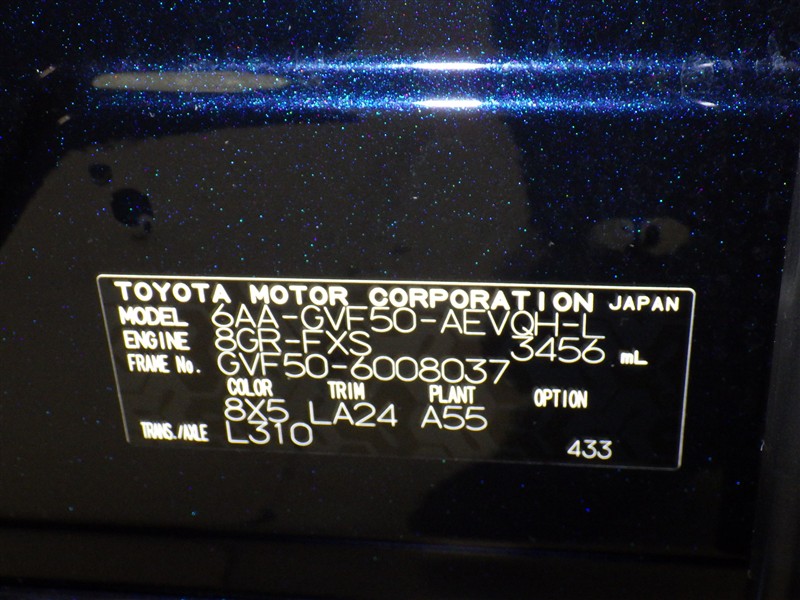 TOYOTA MOTOR CORPORATION JAPAN
MODEL 6AA-GVF50-AEVQH-L
ENGINE 8GR-FXS 3456 mL
FRAME No. GVF50-6008037
COLOR TRIM PLANT OPTION
8X5 LA24 A55
TRANS./AXLE L310 433